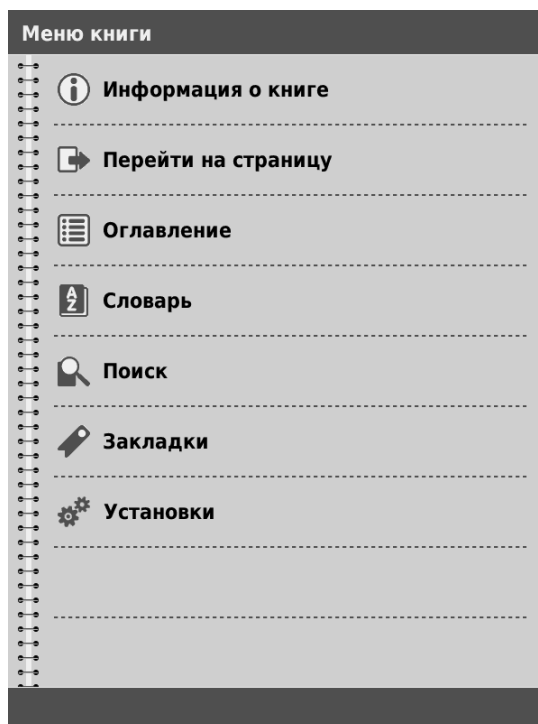 Меню книги
Информация о книге
Перейти на страницу
Оглавление
A
Z
Словарь
Поиск
Закладки
Установки